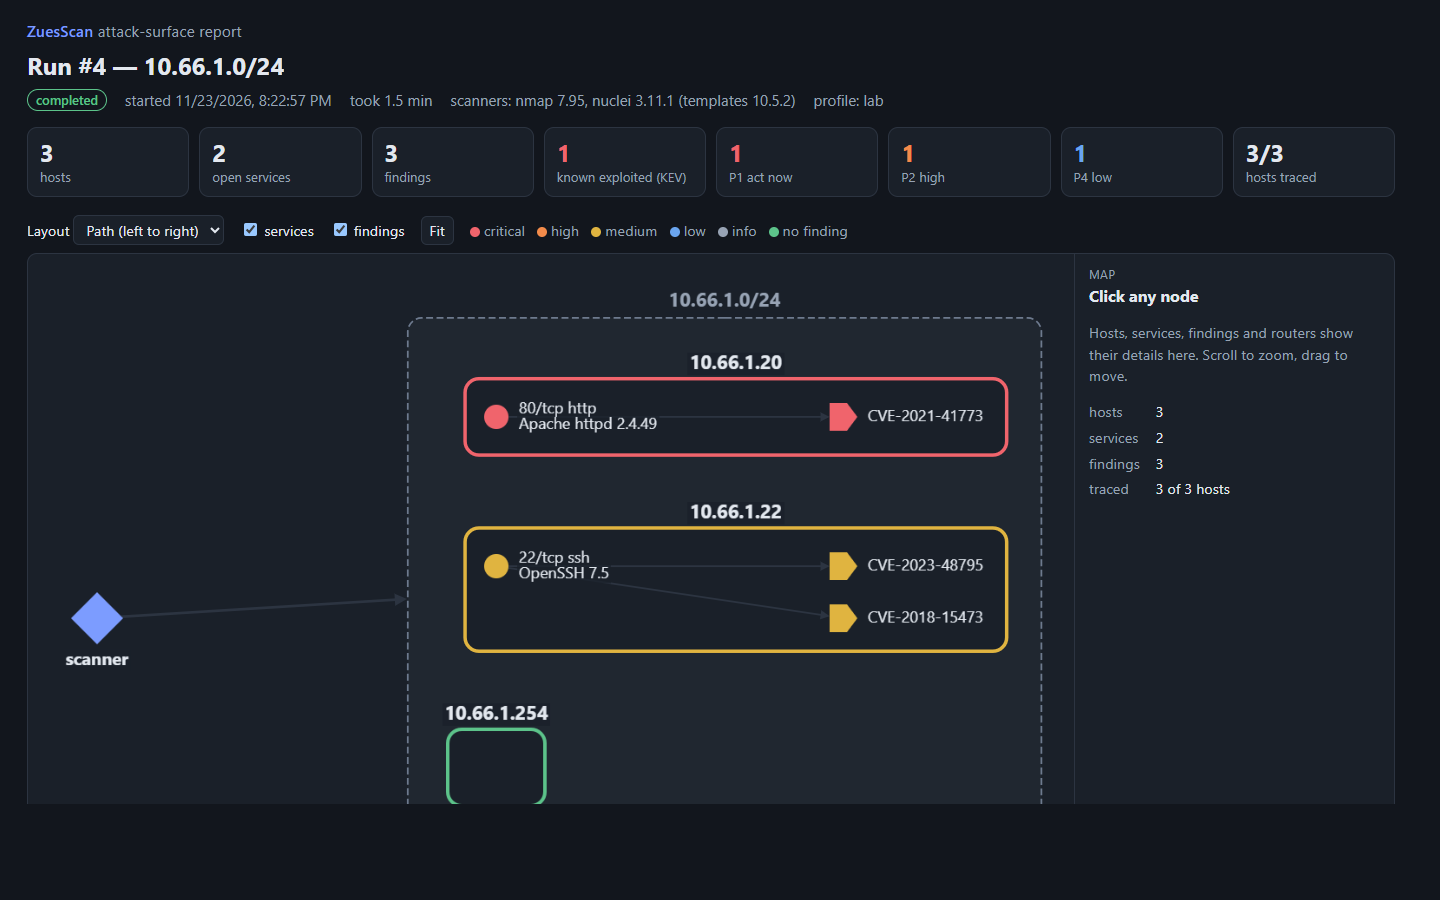 ZuesScan attack-surface report
Run #4 — 10.66.1.0/24
completed started 11/23/2026, 8:22:57 PM took 1.5 min scanners: nmap 7.95, nuclei 3.11.1 (templates 10.5.2) profile: lab
3
hosts
2
open services
3
findings
1
known exploited (KEV)
1
P1 act now
1
P2 high
1
P4 low
3/3
hosts traced
Layout Path (left to right) services findings Fit critical high medium low info no finding
10.66.1.0/24
10.66.1.20
80/tcp http
Apache httpd 2.4.49
CVE-2021-41773
10.66.1.22
22/tcp ssh
OpenSSH 7.5
CVE-2023-48795
CVE-2018-15473
scanner
10.66.1.254
MAP
Click any node
Hosts, services, findings and routers show
their details here. Scroll to zoom, drag to
move.
hosts 3
services 2
findings 3
traced 3 of 3 hosts